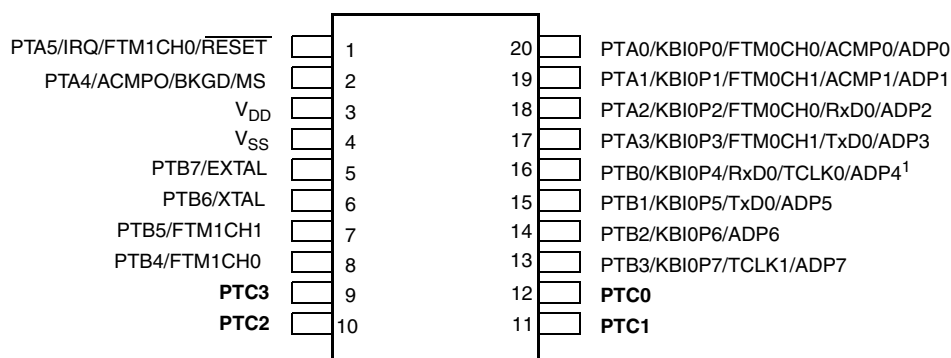 PTA5/IRQ/FTM1CH0/RESET 1 20 PTA0/KBI0P0/FTM0CH0/ACMP0/ADP0
PTA4/ACMPO/BKGD/MS 2 19 PTA1/KBI0P1/FTM0CH1/ACMP1/ADP1
VDD 3 18 PTA2/KBI0P2/FTM0CH0/RxD0/ADP2
VSS 4 17 PTA3/KBI0P3/FTM0CH1/TxD0/ADP3
PTB7/EXTAL 5 16 PTB0/KBI0P4/RxD0/TCLK0/ADP4¹
PTB6/XTAL 6 15 PTB1/KBI0P5/TxD0/ADP5
PTB5/FTM1CH1 7 14 PTB2/KBI0P6/ADP6
PTB4/FTM1CH0 8 13 PTB3/KBI0P7/TCLK1/ADP7
PTC3 9 12 PTC0
PTC2 10 11 PTC1